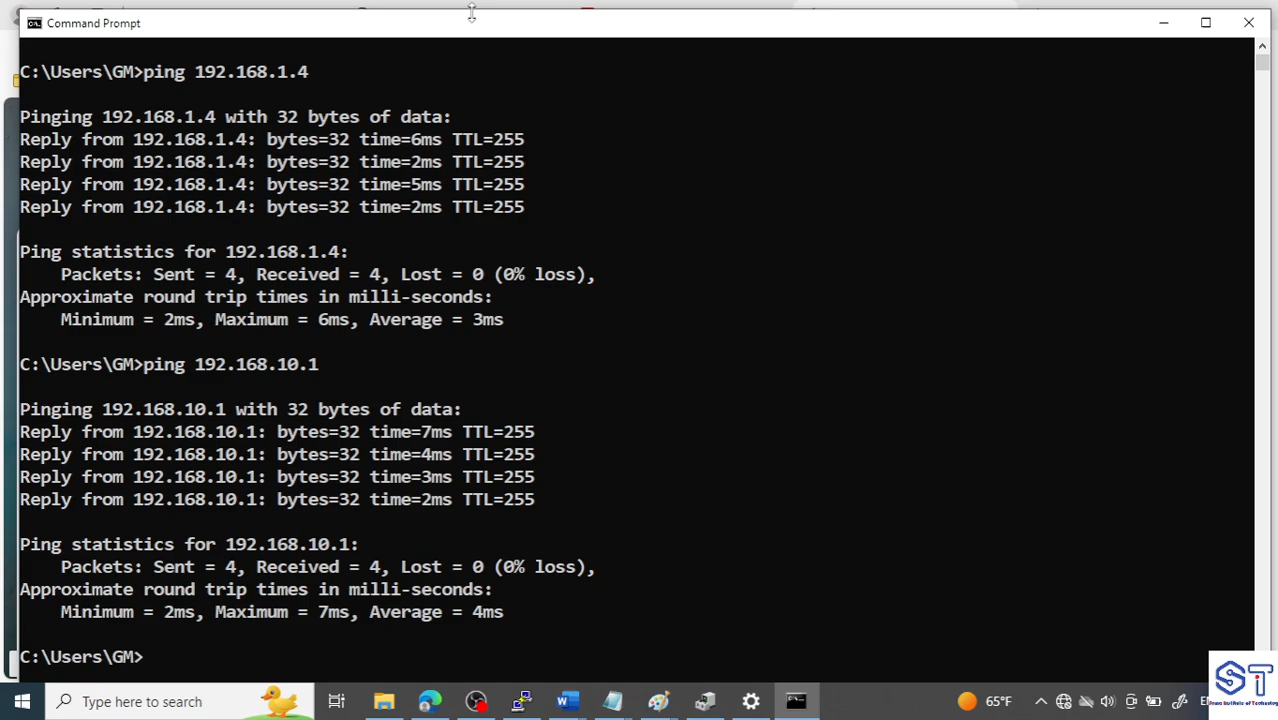 Command Prompt
C:\Users\GM>ping 192.168.1.4
Pinging 192.168.1.4 with 32 bytes of data:
Reply from 192.168.1.4: bytes=32 time=6ms TTL=255
Reply from 192.168.1.4: bytes=32 time=2ms TTL=255
Reply from 192.168.1.4: bytes=32 time=5ms TTL=255
Reply from 192.168.1.4: bytes=32 time=2ms TTL=255
Ping statistics for 192.168.1.4:
Packets: Sent = 4, Received = 4, Lost = 0 (0% loss),
Approximate round trip times in milli-seconds:
Minimum = 2ms, Maximum = 6ms, Average = 3ms
C:\Users\GM>ping 192.168.10.1
Pinging 192.168.10.1 with 32 bytes of data:
Reply from 192.168.10.1: bytes=32 time=7ms TTL=255
Reply from 192.168.10.1: bytes=32 time=4ms TTL=255
Reply from 192.168.10.1: bytes=32 time=3ms TTL=255
Reply from 192.168.10.1: bytes=32 time=2ms TTL=255
Ping statistics for 192.168.10.1:
Packets: Sent = 4, Received = 4, Lost = 0 (0% loss),
Approximate round trip times in milli-seconds:
Minimum = 2ms, Maximum = 7ms, Average = 4ms
C:\Users\GM>
Type here to search
65°F
ST
Institute of Technology